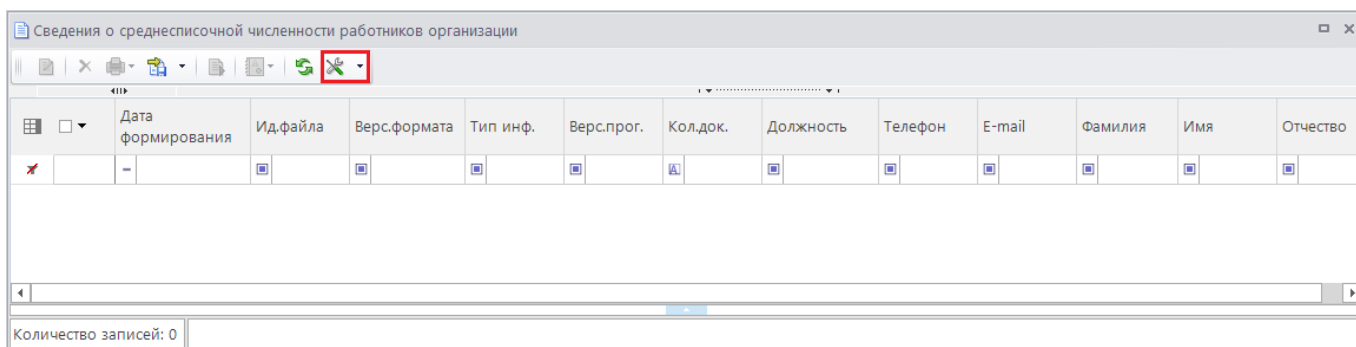 Сведения о среднесписочной численности работников организации
Дата
формирования
Ид.файла
Верс.формата
Тип инф.
Верс.прог.
Кол.док.
Должность
Телефон
E-mail
Фамилия
Имя
Отчество
Количество записей: 0